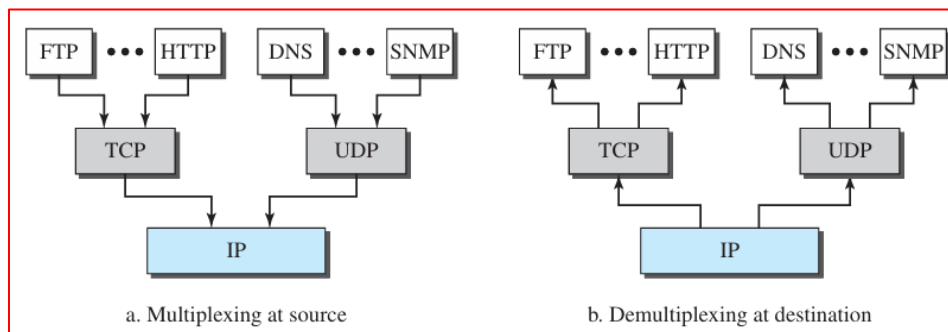 FTP ••• HTTP DNS ••• SNMP FTP ••• HTTP DNS ••• SNMP
TCP UDP TCP UDP
IP IP
a. Multiplexing at source b. Demultiplexing at destination